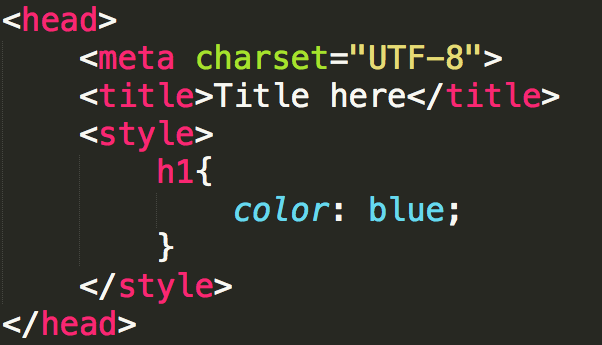 <head>
    <meta charset="UTF-8">
    <title>Title here</title>
    <style>
        h1{
            color: blue;
        }
    </style>
</head>